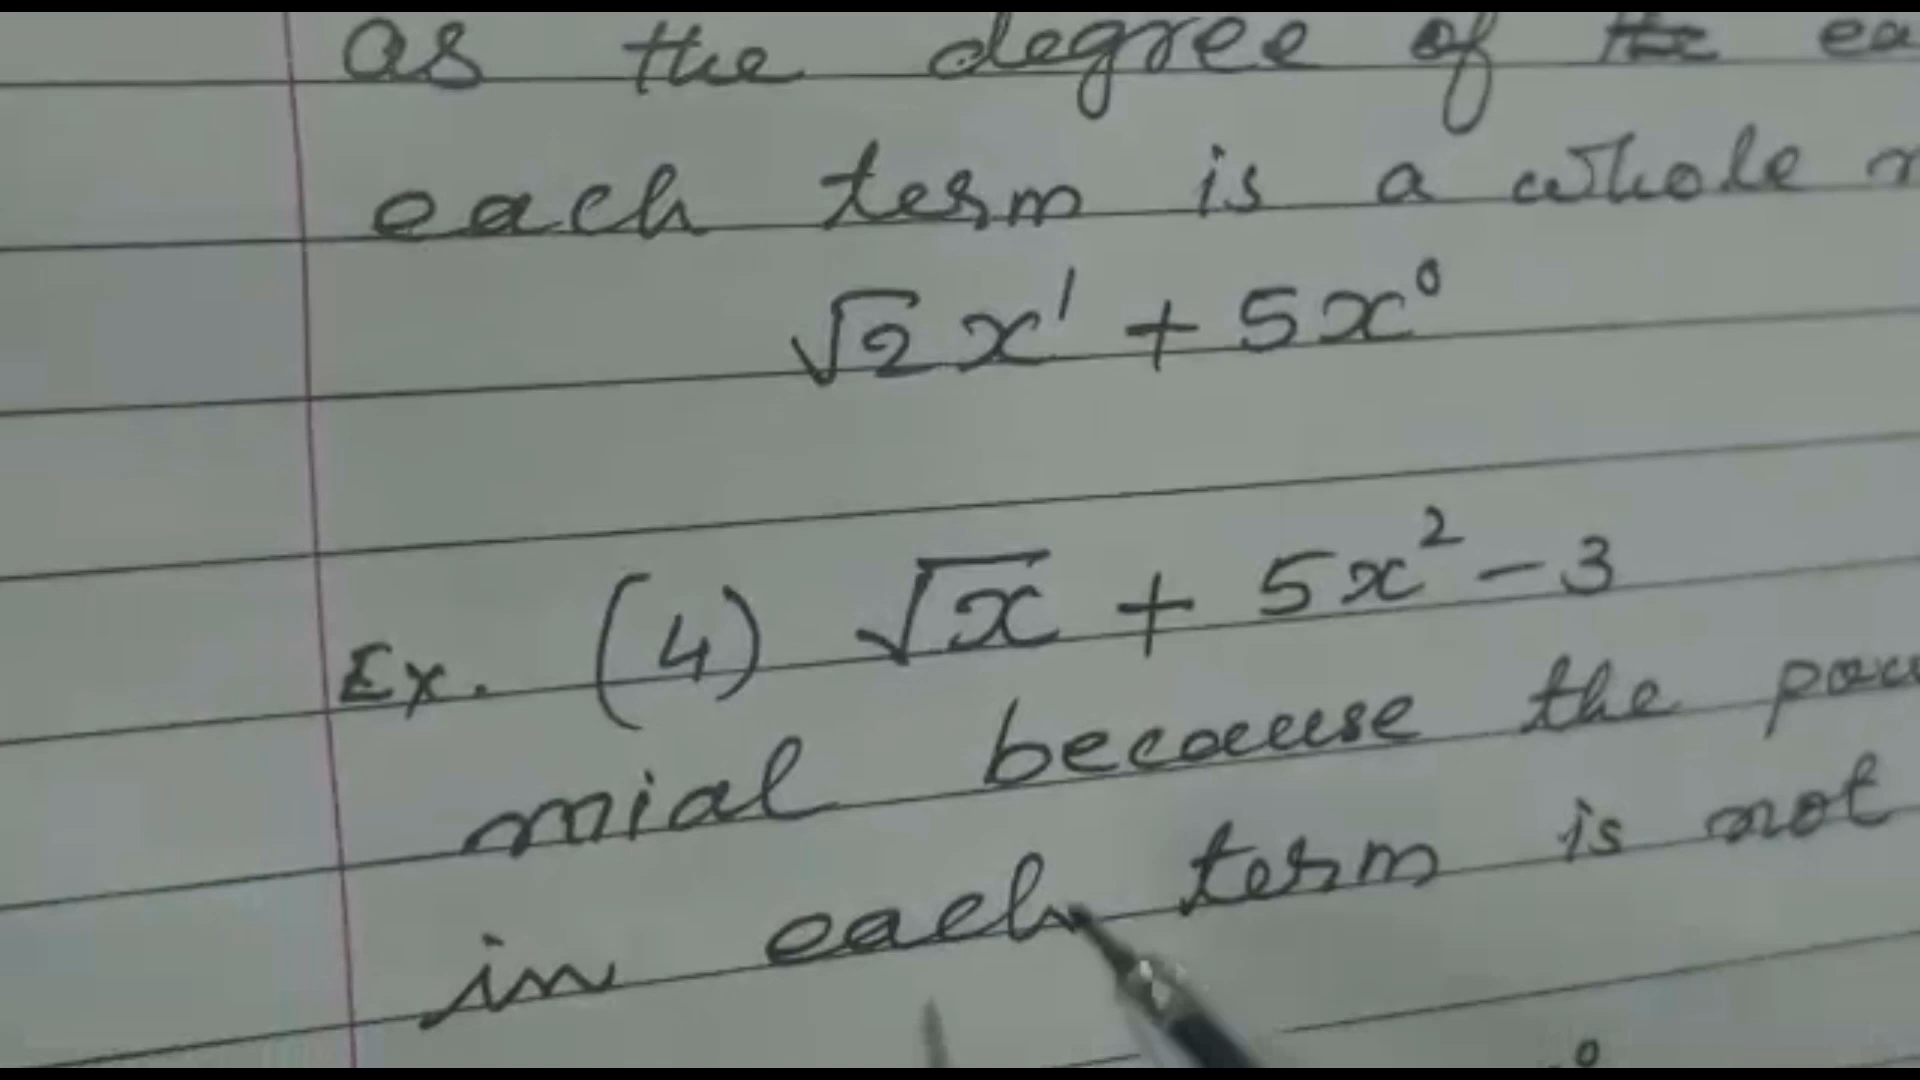 as the degree of the
each term is a whole
√2x¹ + 5x⁰
Ex. (4) √x + 5x² - 3
mial because the
in each term is not
0